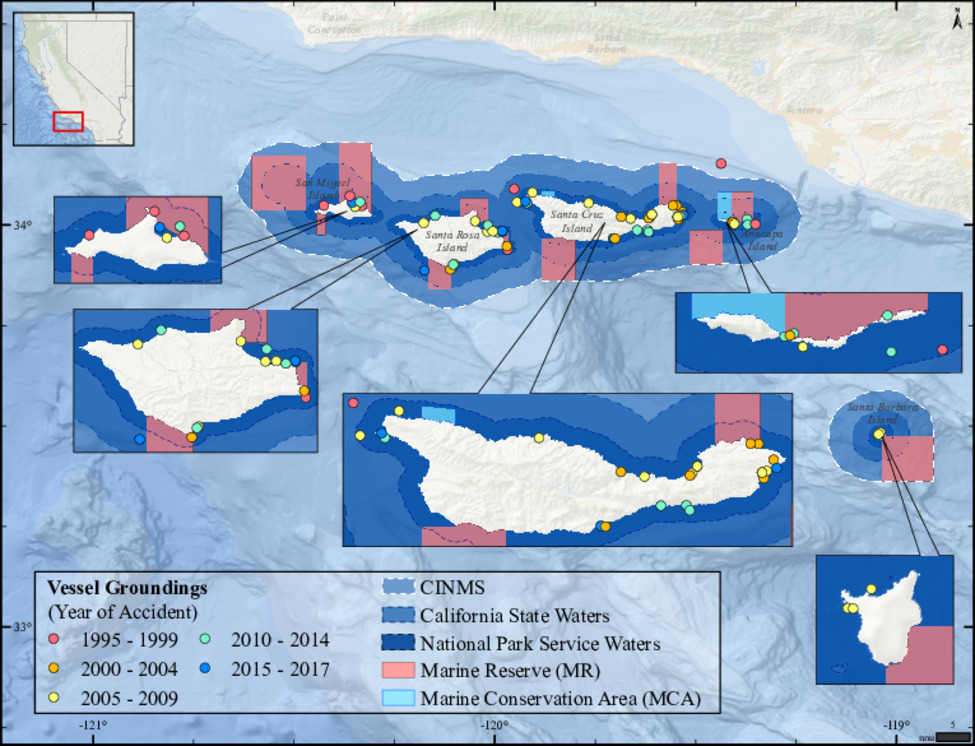 N
Point
Conception
Santa
Barbara
Ventura
San Miguel
Island
34°
Santa Rosa
Island
Santa Cruz
Island
Anacapa
Island
Santa Barbara
Island
Vessel Groundings
(Year of Accident)
1995 - 1999
2000 - 2004
2005 - 2009
2010 - 2014
2015 - 2017
CINMS
California State Waters
National Park Service Waters
Marine Reserve (MR)
Marine Conservation Area (MCA)
33°
-121°
-120°
-119°
5
nmi